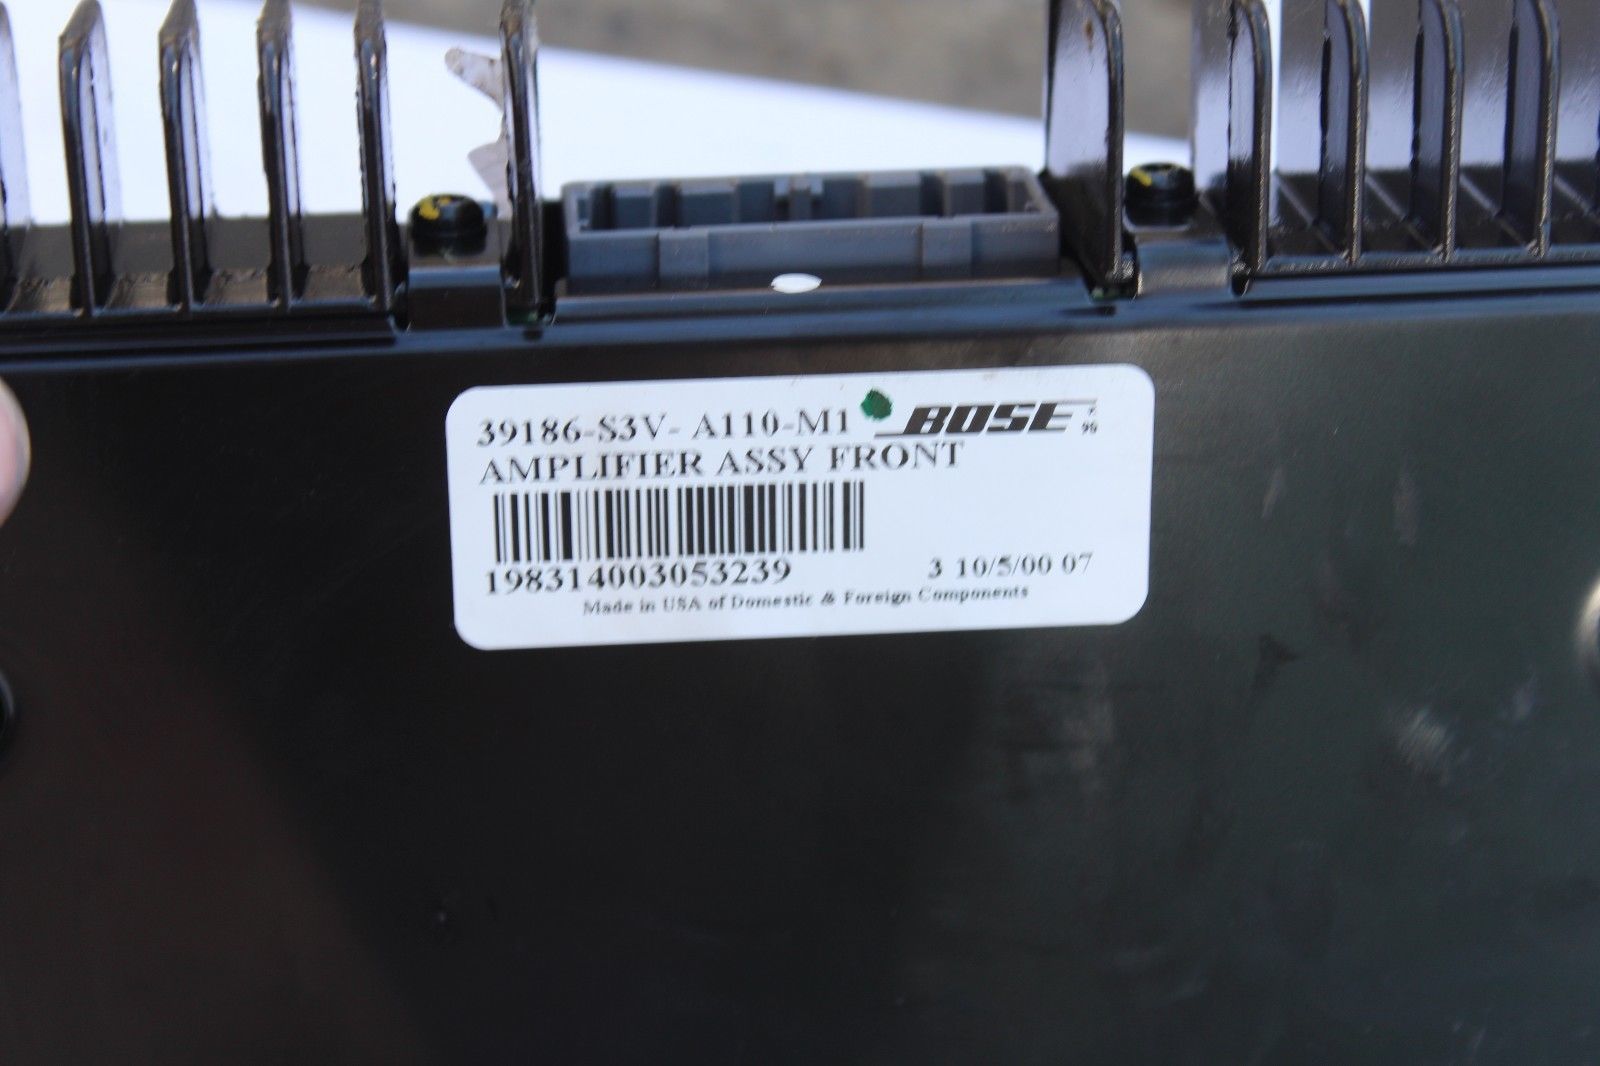 39186-S3V- A110-M1 BOSE
AMPLIFIER ASSY FRONT
198314003053239 3 10/5/00 07
Made in USA of Domestic & Foreign Components